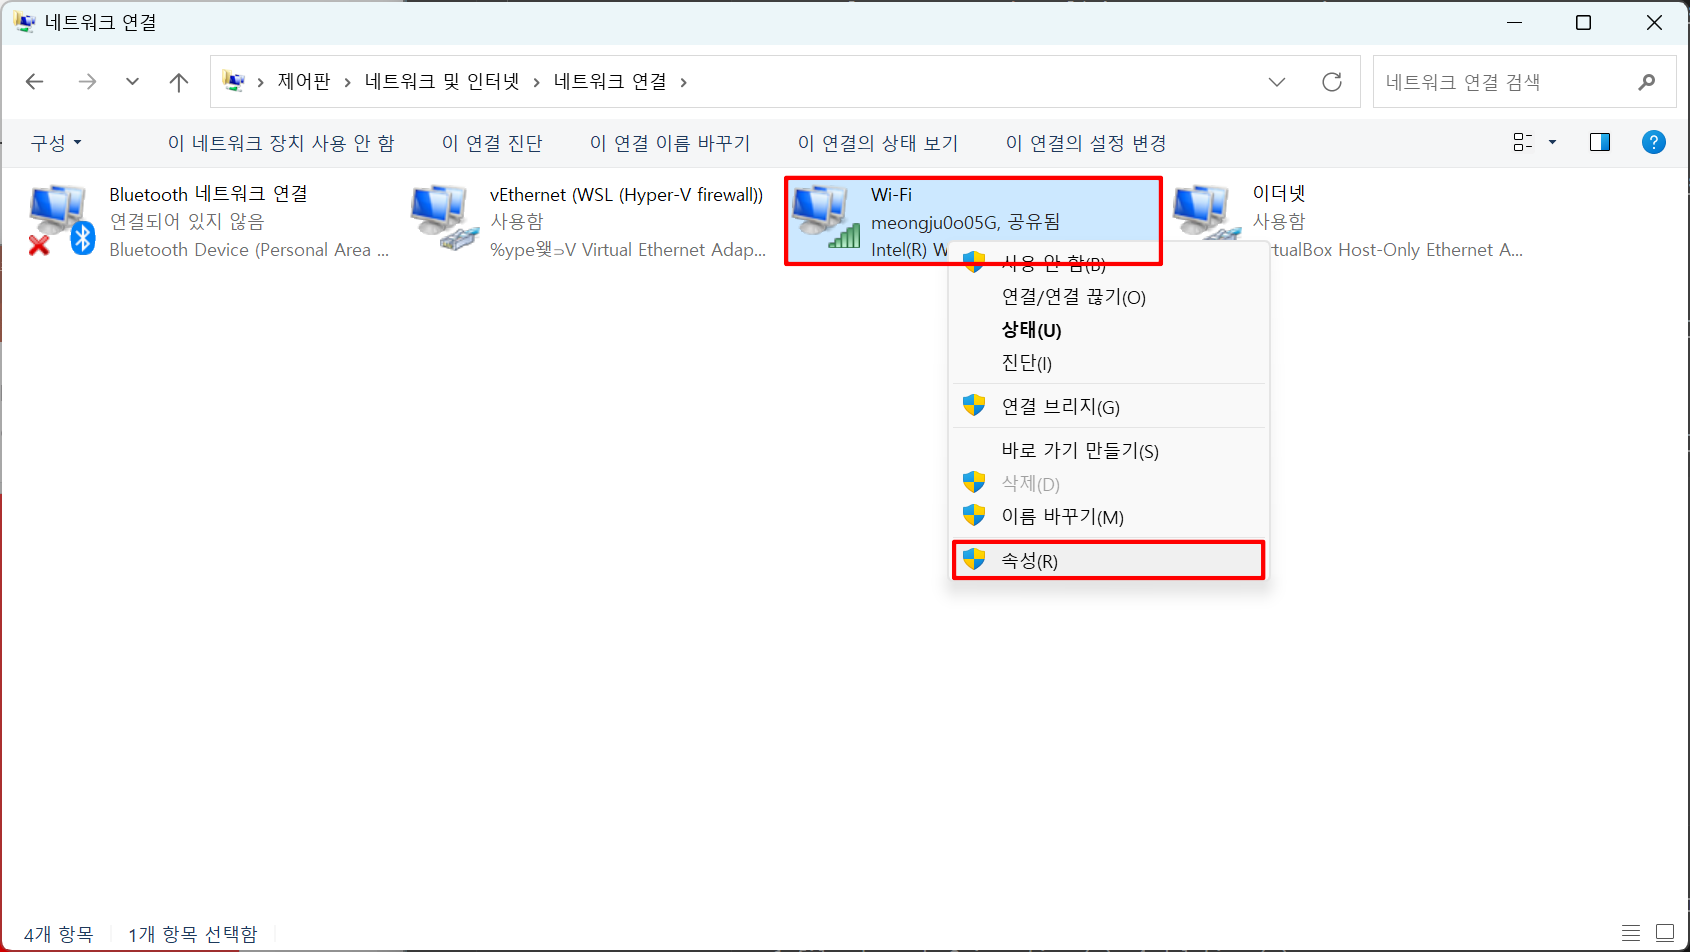 네트워크 연결
제어판 > 네트워크 및 인터넷 > 네트워크 연결 >
네트워크 연결 검색
구성 이 네트워크 장치 사용 안 함 이 연결 진단 이 연결 이름 바꾸기 이 연결의 상태 보기 이 연결의 설정 변경
Bluetooth 네트워크 연결
연결되어 있지 않음
Bluetooth Device (Personal Area ...
vEthernet (WSL (Hyper-V firewall))
사용함
%ype왳⊃V Virtual Ethernet Adap...
Wi-Fi
meongju0o05G, 공유됨
Intel(R) W
이더넷
사용함
tualBox Host-Only Ethernet A...
사용 안 함(B)
연결/연결 끊기(O)
상태(U)
진단(I)
연결 브리지(G)
바로 가기 만들기(S)
삭제(D)
이름 바꾸기(M)
속성(R)
4개 항목 1개 항목 선택함